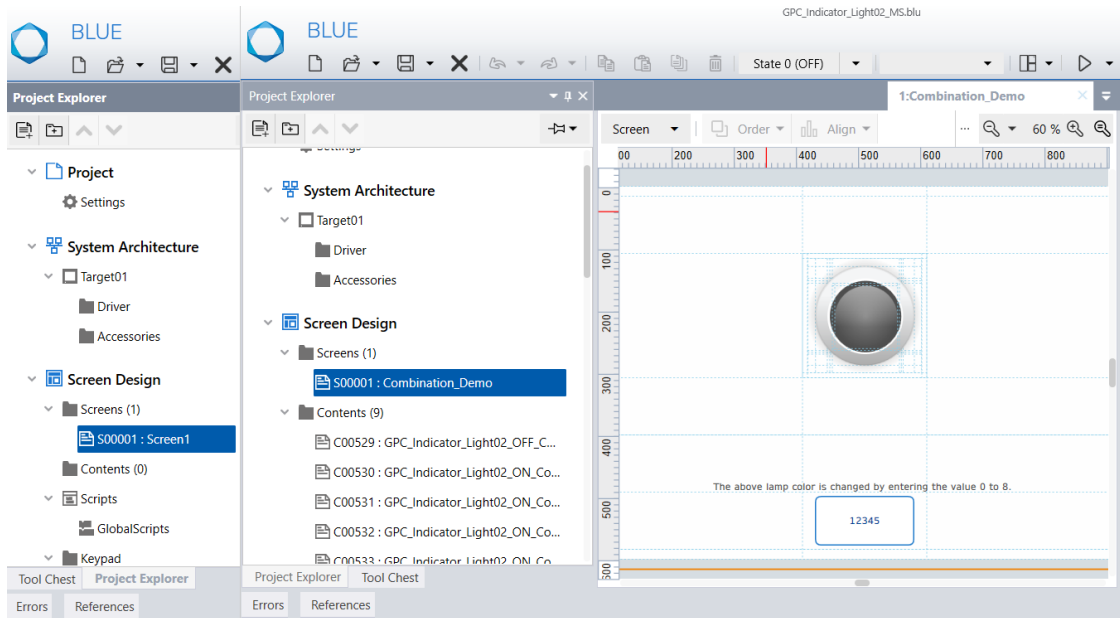 GPC_Indicator_Light02_MS.blu
BLUE
Project Explorer
Project
Settings
System Architecture
Target01
Driver
Accessories
Screen Design
Screens (1)
S00001 : Screen1
Contents (0)
Scripts
GlobalScripts
Keypad
Tool Chest
Project Explorer
Errors
References
BLUE
State 0 (OFF)
Project Explorer
Settings
System Architecture
Target01
Driver
Accessories
Screen Design
Screens (1)
S00001 : Combination_Demo
Contents (9)
C00529 : GPC_Indicator_Light02_OFF_C...
C00530 : GPC_Indicator_Light02_ON_Co...
C00531 : GPC_Indicator_Light02_ON_Co...
C00532 : GPC_Indicator_Light02_ON_Co...
C00533 : GPC_Indicator_Light02_ON_Co...
Project Explorer
Tool Chest
Errors
References
1:Combination_Demo
Screen
Order
Align
...
60 %
00 200 300 400 500 600 700 800
0
100
200
300
400
500
600
The above lamp color is changed by entering the value 0 to 8.
12345